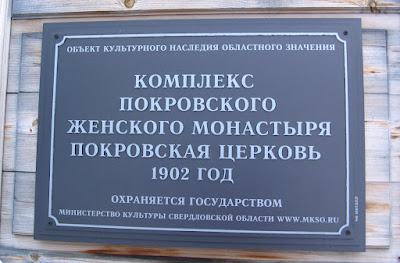 ОБЪЕКТ КУЛЬТУРНОГО НАСЛЕДИЯ ОБЛАСТНОГО ЗНАЧЕНИЯ
КОМПЛЕКС
ПОКРОВСКОГО
ЖЕНСКОГО МОНАСТЫРЯ
ПОКРОВСКАЯ ЦЕРКОВЬ
1902 ГОД
ОХРАНЯЕТСЯ ГОСУДАРСТВОМ
МИНИСТЕРСТВО КУЛЬТУРЫ СВЕРДЛОВСКОЙ ОБЛАСТИ WWW.MKSO.RU